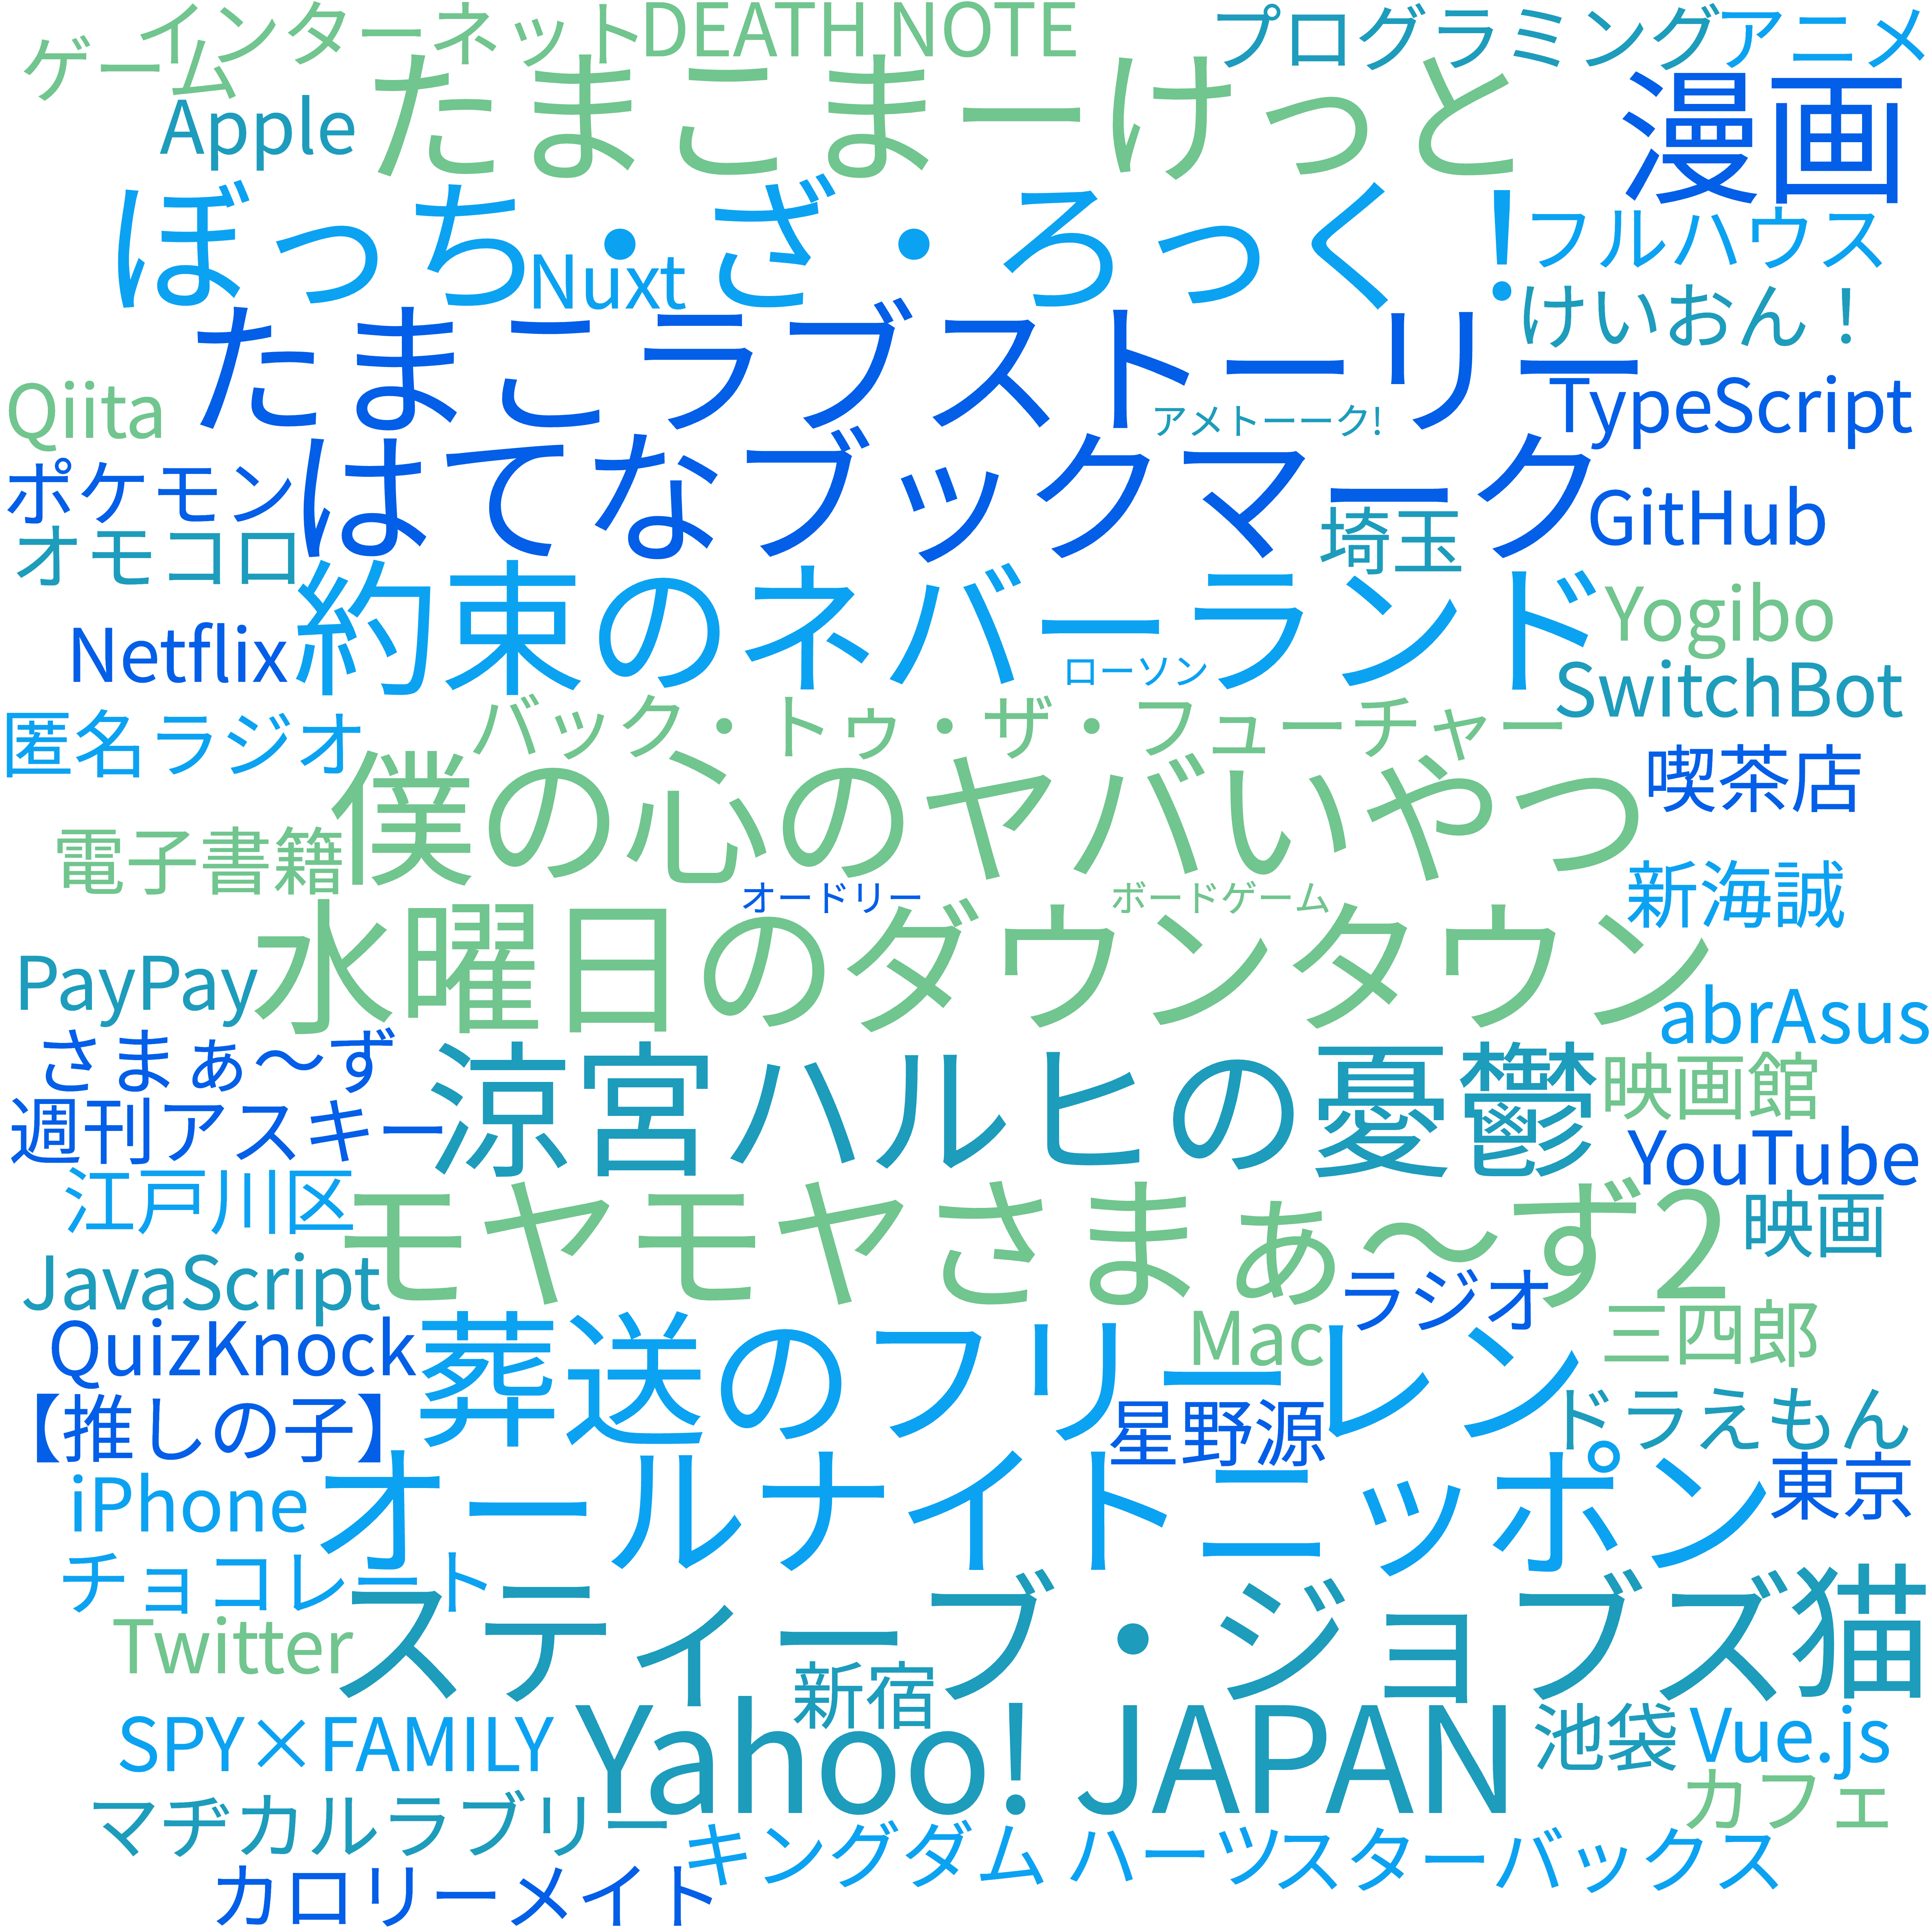 インターネット
DEATH NOTE
プログラミング
アニメ
ゲーム
たまこまーけっと
漫画
Apple
ぼっち・ざ・ろっく！
フルハウス
Nuxt
けいおん！
たまこラブストーリー
TypeScript
Qiita
アメトーーク!
ポケモン
はてなブックマーク
GitHub
オモコロ
埼玉
約束のネバーランド
Yogibo
Netflix
ローソン
SwitchBot
匿名ラジオ
バック・トゥ・ザ・フューチャー
喫茶店
僕の心のヤバいやつ
電子書籍
新海誠
オードリー
ボードゲーム
水曜日のダウンタウン
PayPay
abrAsus
さまぁ〜ず
涼宮ハルヒの憂鬱
映画館
週刊アスキー
YouTube
江戸川区
モヤモヤさまぁ〜ず2
映画
JavaScript
ラジオ
QuizKnock
葬送のフリーレン
Mac
三四郎
【推しの子】
星野源
ドラえもん
iPhone
オールナイトニッポン
東京
チョコレート
スティーブ・ジョブズ
猫
Twitter
新宿
SPY×FAMILY
Yahoo! JAPAN
池袋
Vue.js
カフェ
マヂカルラブリー
キングダム
ハーゲンダッツ
スターバックス
カロリーメイト